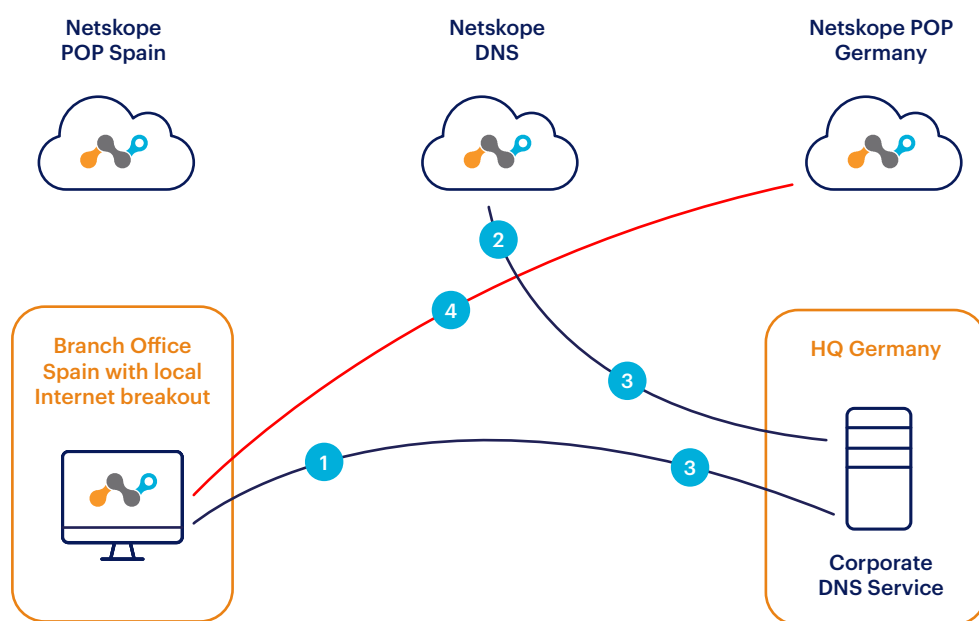 Netskope
POP Spain
Netskope
DNS
Netskope POP
Germany
2
4
3
1
3
Branch Office
Spain with local
Internet breakout
HQ Germany
Corporate
DNS Service